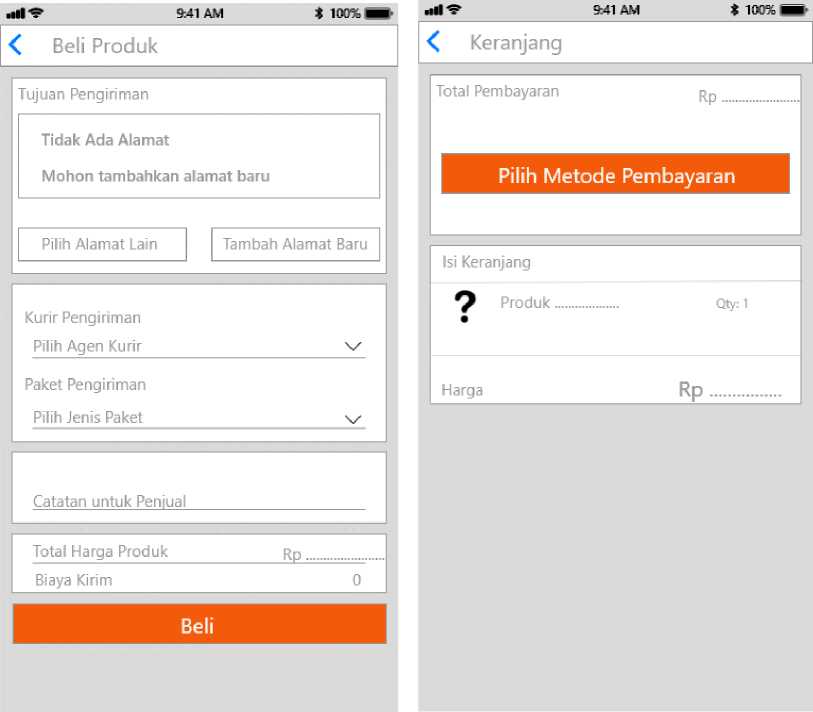 9:41 AM
100%
Beli Produk
Tujuan Pengiriman
Tidak Ada Alamat
Mohon tambahkan alamat baru
Pilih Alamat Lain
Tambah Alamat Baru
Kurir Pengiriman
Pilih Agen Kurir
Paket Pengiriman
Pilih Jenis Paket
Catatan untuk Penjual
Total Harga Produk Rp ........................
Biaya Kirim 0
Beli
9:41 AM
100%
Keranjang
Total Pembayaran Rp ........................
Pilih Metode Pembayaran
Isi Keranjang
? Produk ................... Qty: 1
Harga Rp ................